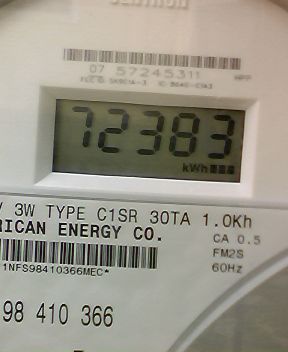 07 57245311
72383
kWh
V 3W TYPE C1SR 30TA 1.0Kh
RICAN ENERGY CO.
CA 0.5
FM2S
60Hz
1NFS98410366MEC*
98 410 366